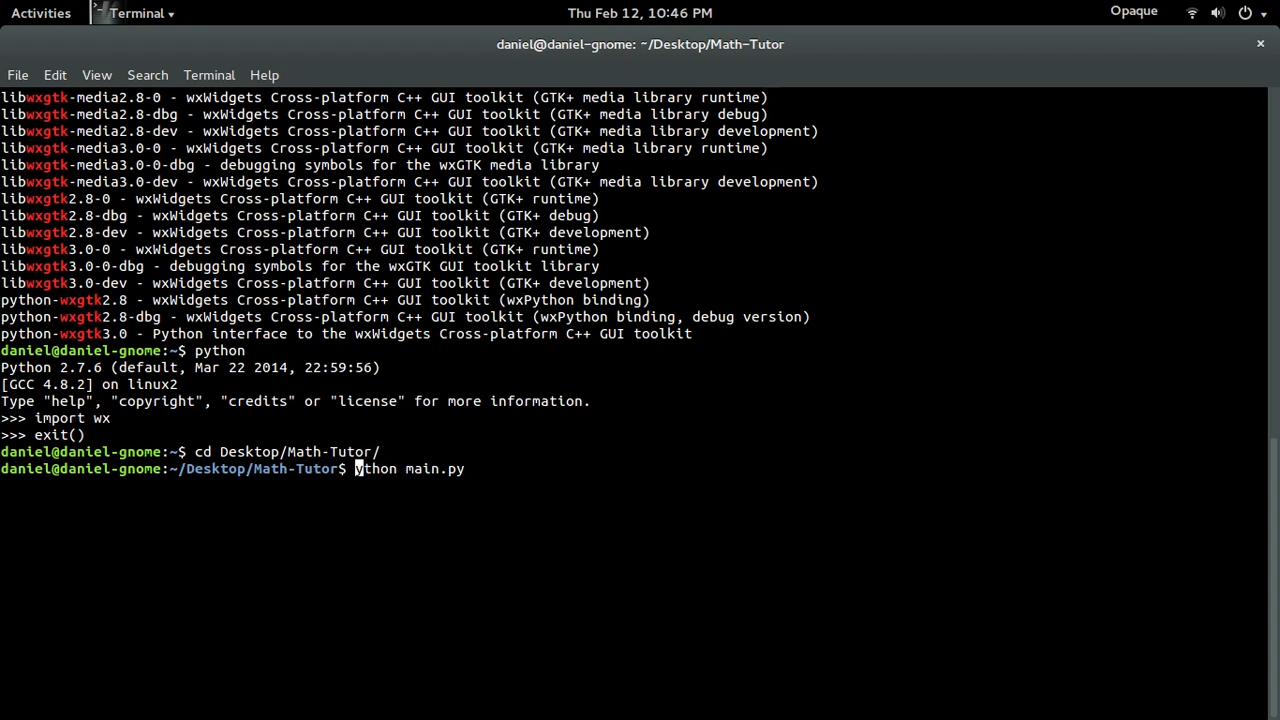 Activities Terminal Thu Feb 12, 10:46 PM Opaque
daniel@daniel-gnome: ~/Desktop/Math-Tutor
File Edit View Search Terminal Help
libwxgtk-media2.8-0 - wxWidgets Cross-platform C++ GUI toolkit (GTK+ media library runtime)
libwxgtk-media2.8-dbg - wxWidgets Cross-platform C++ GUI toolkit (GTK+ media library debug)
libwxgtk-media2.8-dev - wxWidgets Cross-platform C++ GUI toolkit (GTK+ media library development)
libwxgtk-media3.0-0 - wxWidgets Cross-platform C++ GUI toolkit (GTK+ media library runtime)
libwxgtk-media3.0-0-dbg - debugging symbols for the wxGTK media library
libwxgtk-media3.0-dev - wxWidgets Cross-platform C++ GUI toolkit (GTK+ media library development)
libwxgtk2.8-0 - wxWidgets Cross-platform C++ GUI toolkit (GTK+ runtime)
libwxgtk2.8-dbg - wxWidgets Cross-platform C++ GUI toolkit (GTK+ debug)
libwxgtk2.8-dev - wxWidgets Cross-platform C++ GUI toolkit (GTK+ development)
libwxgtk3.0-0 - wxWidgets Cross-platform C++ GUI toolkit (GTK+ runtime)
libwxgtk3.0-0-dbg - debugging symbols for the wxGTK GUI toolkit library
libwxgtk3.0-dev - wxWidgets Cross-platform C++ GUI toolkit (GTK+ development)
python-wxgtk2.8 - wxWidgets Cross-platform C++ GUI toolkit (wxPython binding)
python-wxgtk2.8-dbg - wxWidgets Cross-platform C++ GUI toolkit (wxPython binding, debug version)
python-wxgtk3.0 - Python interface to the wxWidgets Cross-platform C++ GUI toolkit
daniel@daniel-gnome:~$ python
Python 2.7.6 (default, Mar 22 2014, 22:59:56)
[GCC 4.8.2] on linux2
Type "help", "copyright", "credits" or "license" for more information.
>>> import wx
>>> exit()
daniel@daniel-gnome:~$ cd Desktop/Math-Tutor/
daniel@daniel-gnome:~/Desktop/Math-Tutor$ ython main.py